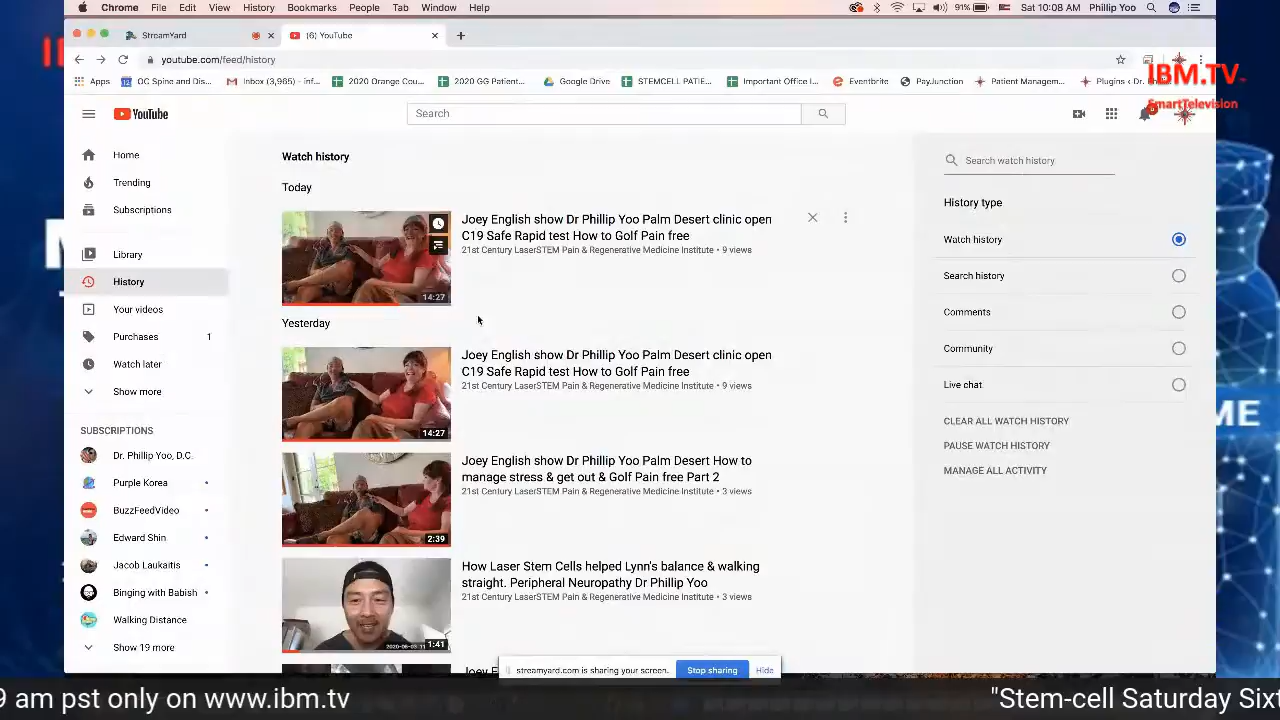 Chrome File Edit View History Bookmarks People Tab Window Help 91% Sat 10:08 AM Phillip Yoo
StreamYard (6) YouTube
youtube.com/feed/history
Apps OC Spine and Dis... Inbox (3,965) - inf... 2020 Orange Cou... 2020 GG Patient... Google Drive STEMCELL PATIE... Important Office I... Eventbrite PayJunction Patient Managem... Plugins ‹ Dr.
IBM.TV
SmartTelevision
YouTube
Search
Home
Trending
Subscriptions
Library
History
Your videos
Purchases 1
Watch later
Show more
SUBSCRIPTIONS
Dr. Phillip Yoo, D.C.
Purple Korea
BuzzFeedVideo
Edward Shin
Jacob Laukaitis
Binging with Babish
Walking Distance
Show 19 more
Watch history
Today
Joey English show Dr Phillip Yoo Palm Desert clinic open
C19 Safe Rapid test How to Golf Pain free
21st Century LaserSTEM Pain & Regenerative Medicine Institute • 9 views
14:27
Yesterday
Joey English show Dr Phillip Yoo Palm Desert clinic open
C19 Safe Rapid test How to Golf Pain free
21st Century LaserSTEM Pain & Regenerative Medicine Institute • 9 views
14:27
Joey English show Dr Phillip Yoo Palm Desert How to
manage stress & get out & Golf Pain free Part 2
21st Century LaserSTEM Pain & Regenerative Medicine Institute • 3 views
2:39
How Laser Stem Cells helped Lynn's balance & walking
straight. Peripheral Neuropathy Dr Phillip Yoo
21st Century LaserSTEM Pain & Regenerative Medicine Institute • 3 views
1:41
Search watch history
History type
Watch history
Search history
Comments
Community
Live chat
CLEAR ALL WATCH HISTORY
PAUSE WATCH HISTORY
MANAGE ALL ACTIVITY
streamyard.com is sharing your screen. Stop sharing Hide
ME
9 am pst only on www.ibm.tv "Stem-cell Saturday Sixt